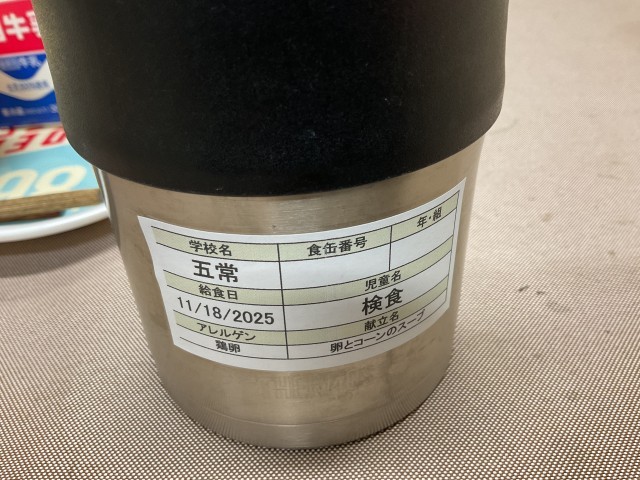 学校名 食缶番号 年・組
五常
給食日 児童名
11/18/2025 検食
アレルゲン 献立名
鶏卵 卵とコーンのスープ